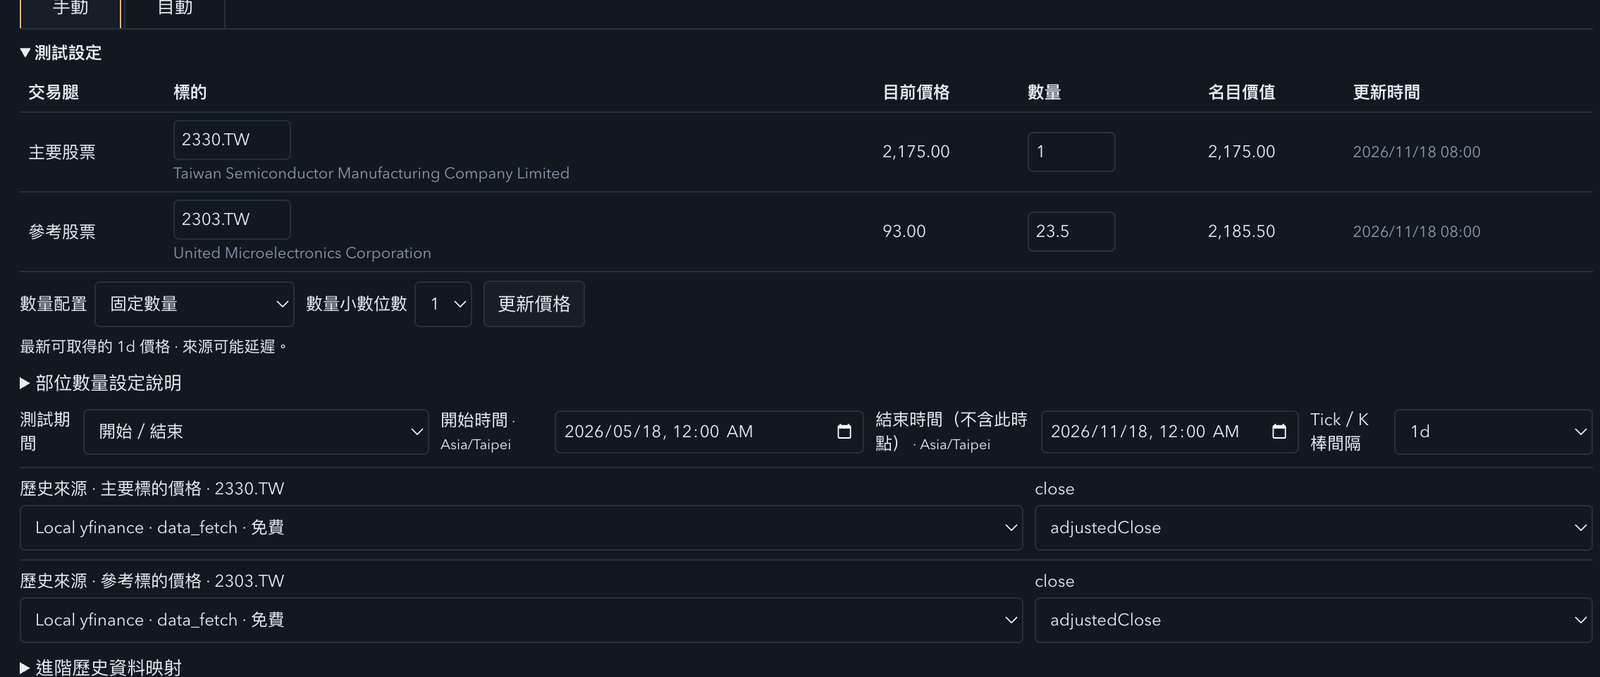 手動 自動
▼測試設定
交易腿 標的 目前價格 數量 名目價值 更新時間
主要股票 2330.TW 2,175.00 1 2,175.00 2026/11/18 08:00
Taiwan Semiconductor Manufacturing Company Limited
參考股票 2303.TW 93.00 23.5 2,185.50 2026/11/18 08:00
United Microelectronics Corporation
數量配置 固定數量 數量小數位數 1 更新價格
最新可取得的 1d 價格 · 來源可能延遲。
▶部位數量設定說明
測試期間 開始 / 結束 開始時間 · Asia/Taipei 2026/05/18, 12:00 AM 結束時間（不含此時點） · Asia/Taipei 2026/11/18, 12:00 AM Tick / K 棒間隔 1d
歷史來源 · 主要標的價格 · 2330.TW close
Local yfinance · data_fetch · 免費 adjustedClose
歷史來源 · 參考標的價格 · 2303.TW close
Local yfinance · data_fetch · 免費 adjustedClose
▶進階歷史資料映射